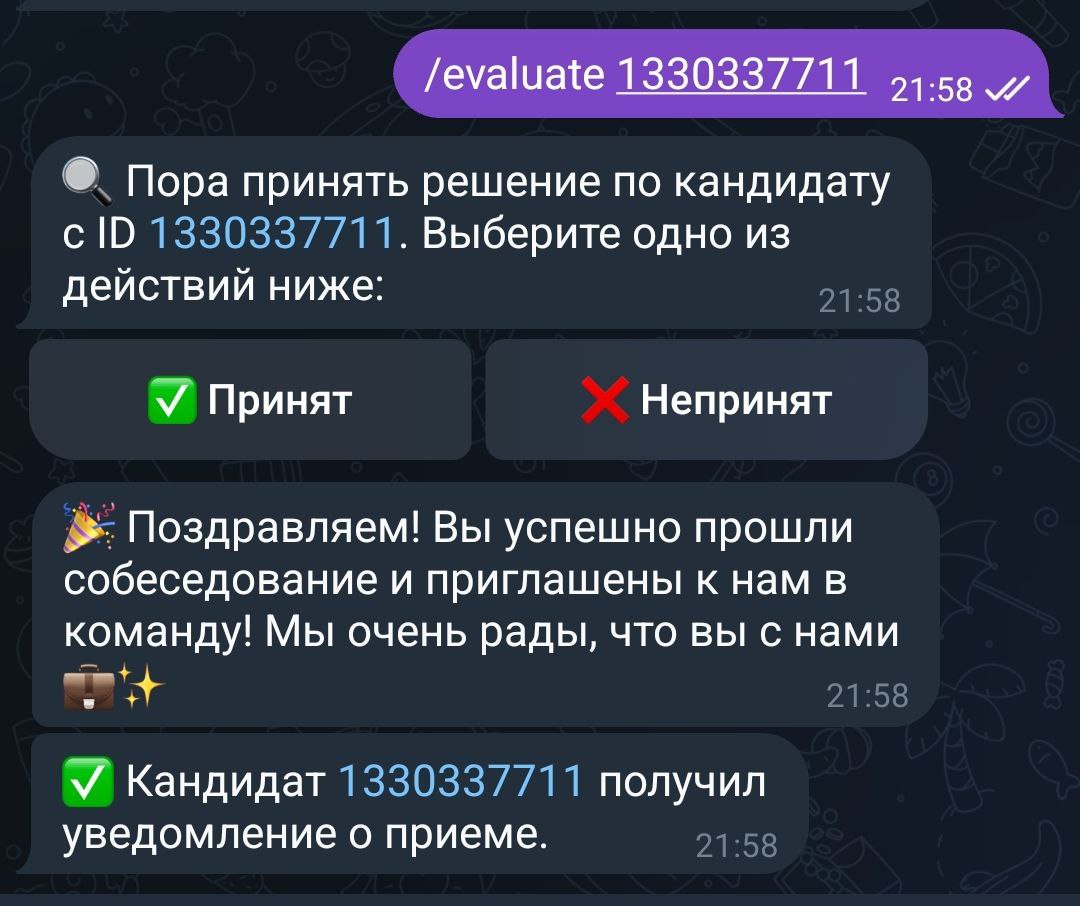 /evaluate 1330337711 21:58
🔍 Пора принять решение по кандидату
с ID 1330337711. Выберите одно из
действий ниже: 21:58
✅ Принят ❌ Непринят
🎉 Поздравляем! Вы успешно прошли
собеседование и приглашены к нам в
команду! Мы очень рады, что вы с нами
💼✨ 21:58
✅ Кандидат 1330337711 получил
уведомление о приеме. 21:58